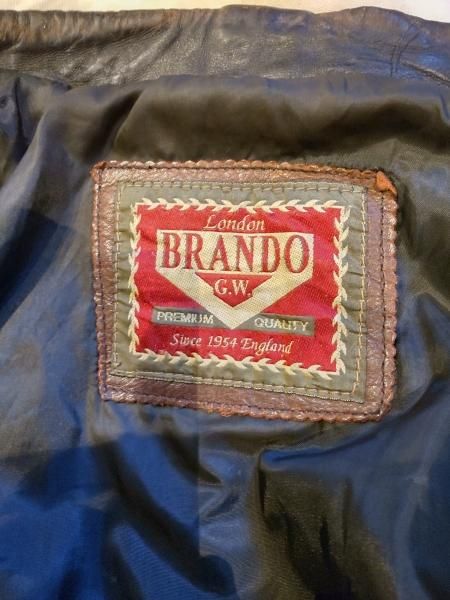 London
BRANDO
G.W.
PREMIUM QUALITY
Since 1954 England